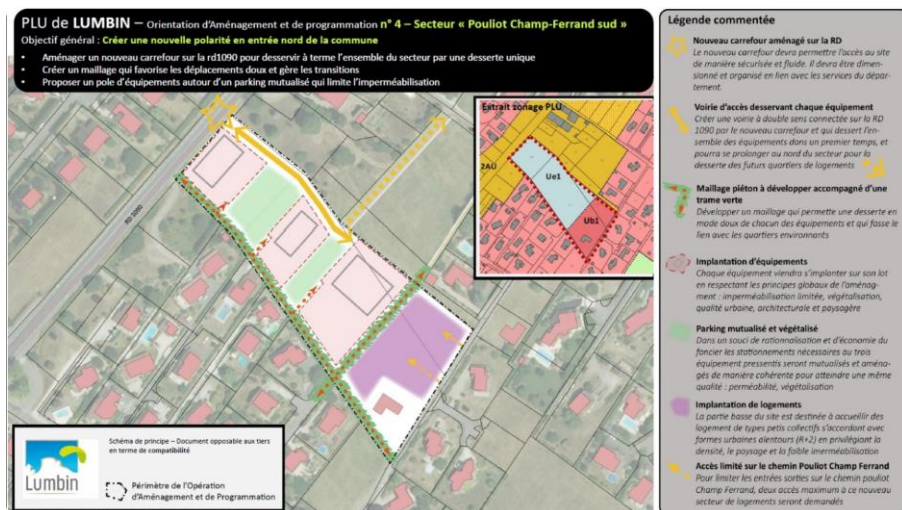 PLU de LUMBIN – Orientation d'Aménagement et de programmation n° 4 – Secteur « Pouliot Champ-Ferrand sud »
Objectif général : Créer une nouvelle polarité en entrée nord de la commune
• Aménager un nouveau carrefour sur la rd1090 pour desservir à terme l'ensemble du secteur par une desserte unique
• Créer un maillage qui favorise les déplacements doux et gère les transitions
• Proposer un pole d'équipements autour d'un parking mutualisé qui limite l'imperméabilisation
RD 1090
Extrait zonage PLU
2AU
Ue1
Ub1
Lumbin
Schéma de principe – Document opposable aux tiers
en terme de compatibilité
Périmètre de l'Opération
d'Aménagement et de Programmation
Légende commentée
Nouveau carrefour aménagé sur la RD
Le nouveau carrefour devra permettre l'accès au site
de manière sécurisée et fluide. Il devra être dimen-
sionné et organisé en lien avec les services du dépar-
tement.
Voirie d'accès desservant chaque équipement
Créer une voirie à double sens connectée sur la RD
1090 par le nouveau carrefour et qui dessert l'en-
semble des équipements dans un premier temps, et
pourra se prolonger au nord du secteur pour la
desserte des futurs quartiers de logements
Maillage piéton à développer accompagné d'une
trame verte
Développer un maillage qui permette une desserte en
mode doux de chacun des équipements et qui fasse le
lien avec les quartiers environnants
Implantation d'équipements
Chaque équipement viendra s'implanter sur son lot
en respectant les principes globaux de l'aménag-
ment : imperméabilisation limitée, végétalisation,
qualité urbaine, architecturale et paysagère
Parking mutualisé et végétalisé
Dans un souci de rationnalisation et d'économie du
foncier les stationnements nécessaires au trois
équipement pressentis seront mutualisés et aména-
gés de manière cohérente pour atteindre une même
qualité : perméabilité, végétalisation
Implantation de logements
La partie basse du site est destinée à accueillir des
logement de types petis collectifs s'accordant avec
formes urbaines alentours (R+2) en privilégiant la
densité, le paysage et la faible imerméabilisation
Accès limité sur le chemin Pouliot Champ Ferrand
Pour limiter les entrées sorties sur le chemin pouliot
Champ Ferrand, deux accès maximum à ce nouveau
secteur de logements seront demandés